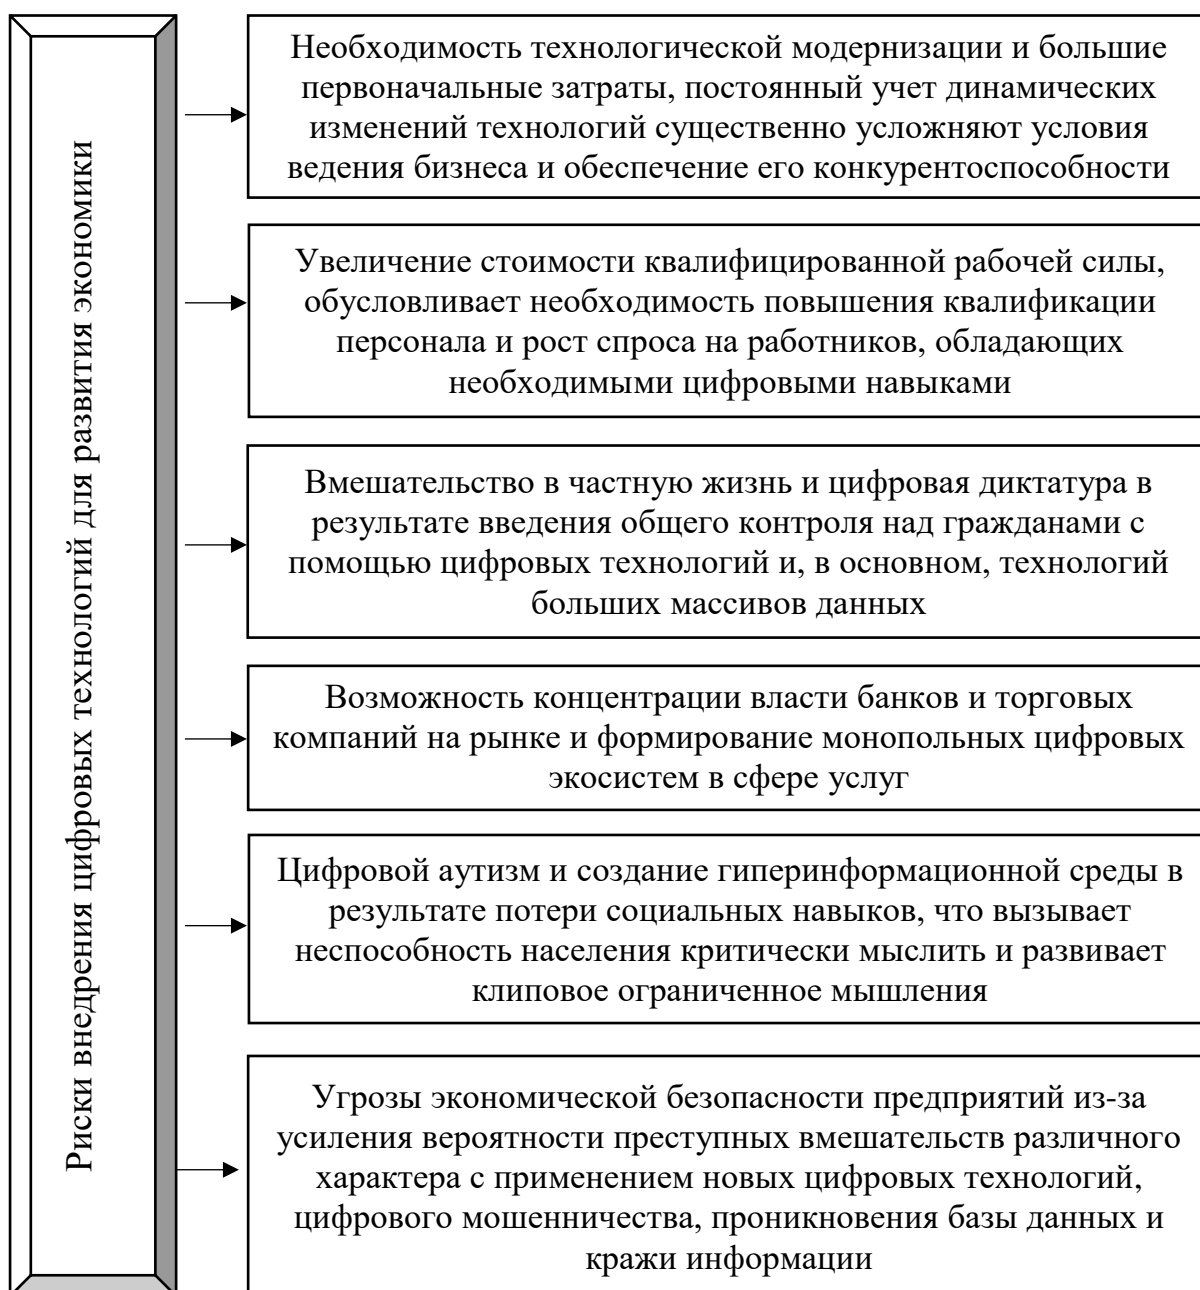 Риски внедрения цифровых технологий для развития экономики
Необходимость технологической модернизации и большие
первоначальные затраты, постоянный учет динамических
изменений технологий существенно усложняют условия
ведения бизнеса и обеспечение его конкурентоспособности
Увеличение стоимости квалифицированной рабочей силы,
обусловливает необходимость повышения квалификации
персонала и рост спроса на работников, обладающих
необходимыми цифровыми навыками
Вмешательство в частную жизнь и цифровая диктатура в
результате введения общего контроля над гражданами с
помощью цифровых технологий и, в основном, технологий
больших массивов данных
Возможность концентрации власти банков и торговых
компаний на рынке и формирование монопольных цифровых
экосистем в сфере услуг
Цифровой аутизм и создание гиперинформационной среды в
результате потери социальных навыков, что вызывает
неспособность населения критически мыслить и развивает
клиповое ограниченное мышления
Угрозы экономической безопасности предприятий из-за
усиления вероятности преступных вмешательств различного
характера с применением новых цифровых технологий,
цифрового мошенничества, проникновения базы данных и
кражи информации